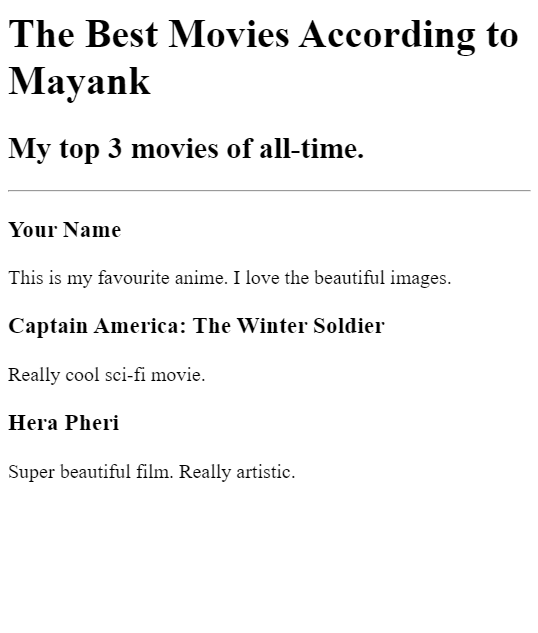 The Best Movies According to
Mayank
My top 3 movies of all-time.
Your Name
This is my favourite anime. I love the beautiful images.
Captain America: The Winter Soldier
Really cool sci-fi movie.
Hera Pheri
Super beautiful film. Really artistic.